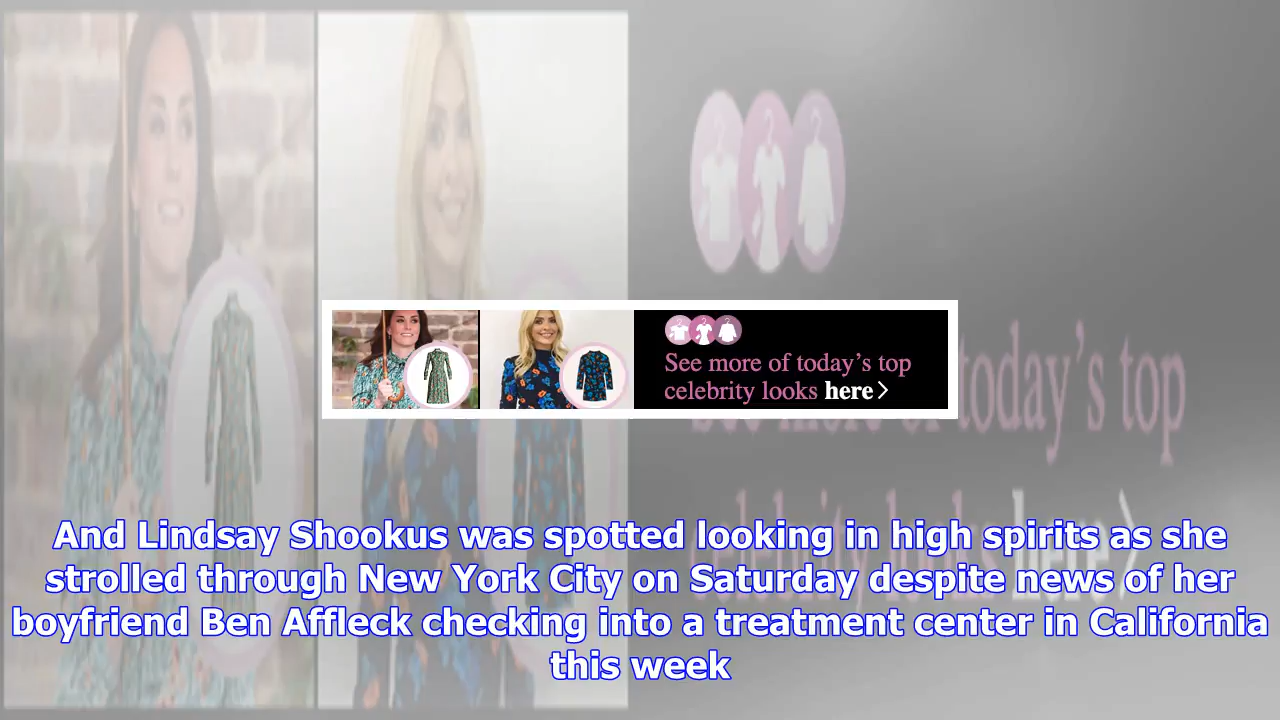 See more of today's top
celebrity looks here >
And Lindsay Shookus was spotted looking in high spirits as she
strolled through New York City on Saturday despite news of her
boyfriend Ben Affleck checking into a treatment center in California
this week